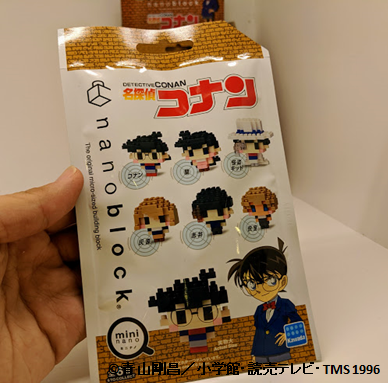 nanoblock
DETECTIVE CONAN
名探偵
コナン
nanoblock®
The original micro-sized building block
コナン
蘭
怪盗
キッド
灰原
赤井
安室
mini
nano
Kawada
©青山剛昌／小学館・読売テレビ・TMS 1996